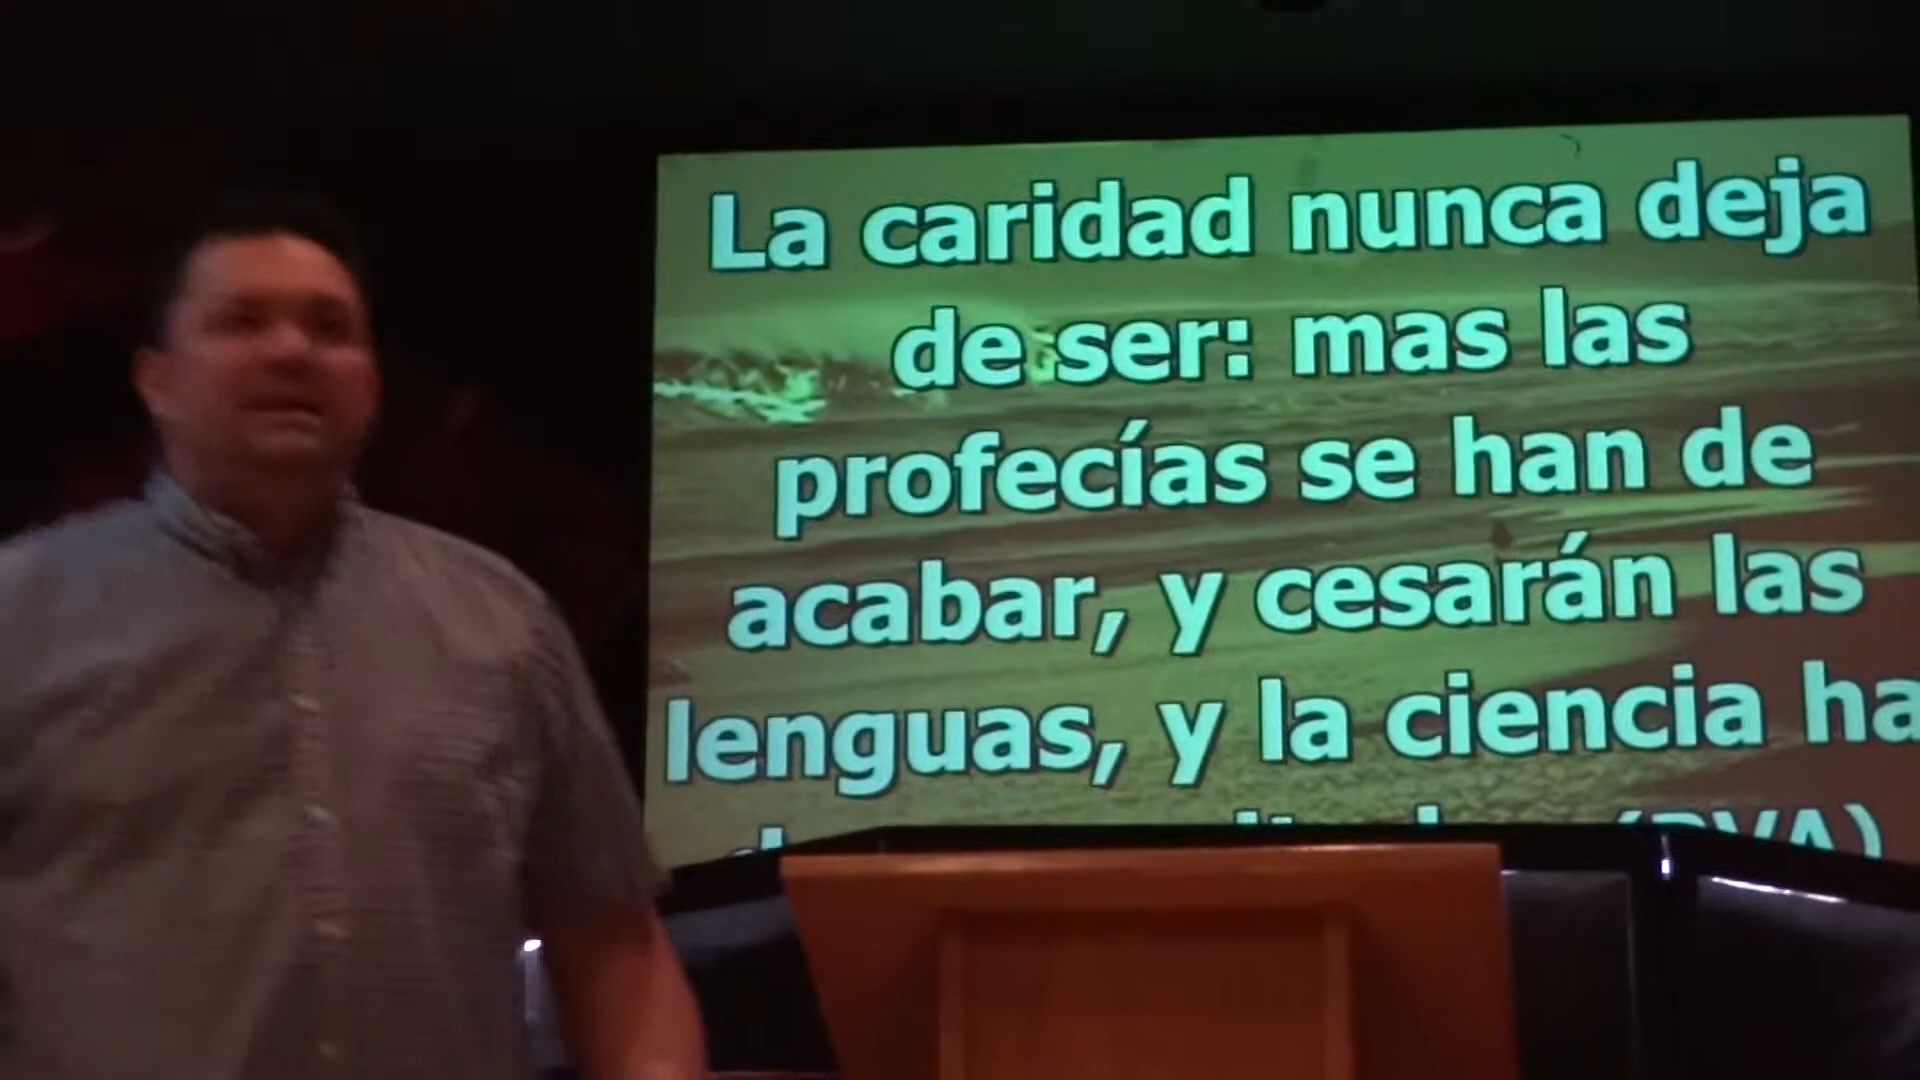 La caridad nunca deja
de ser: mas las
profecías se han de
acabar, y cesarán las
lenguas, y la ciencia ha